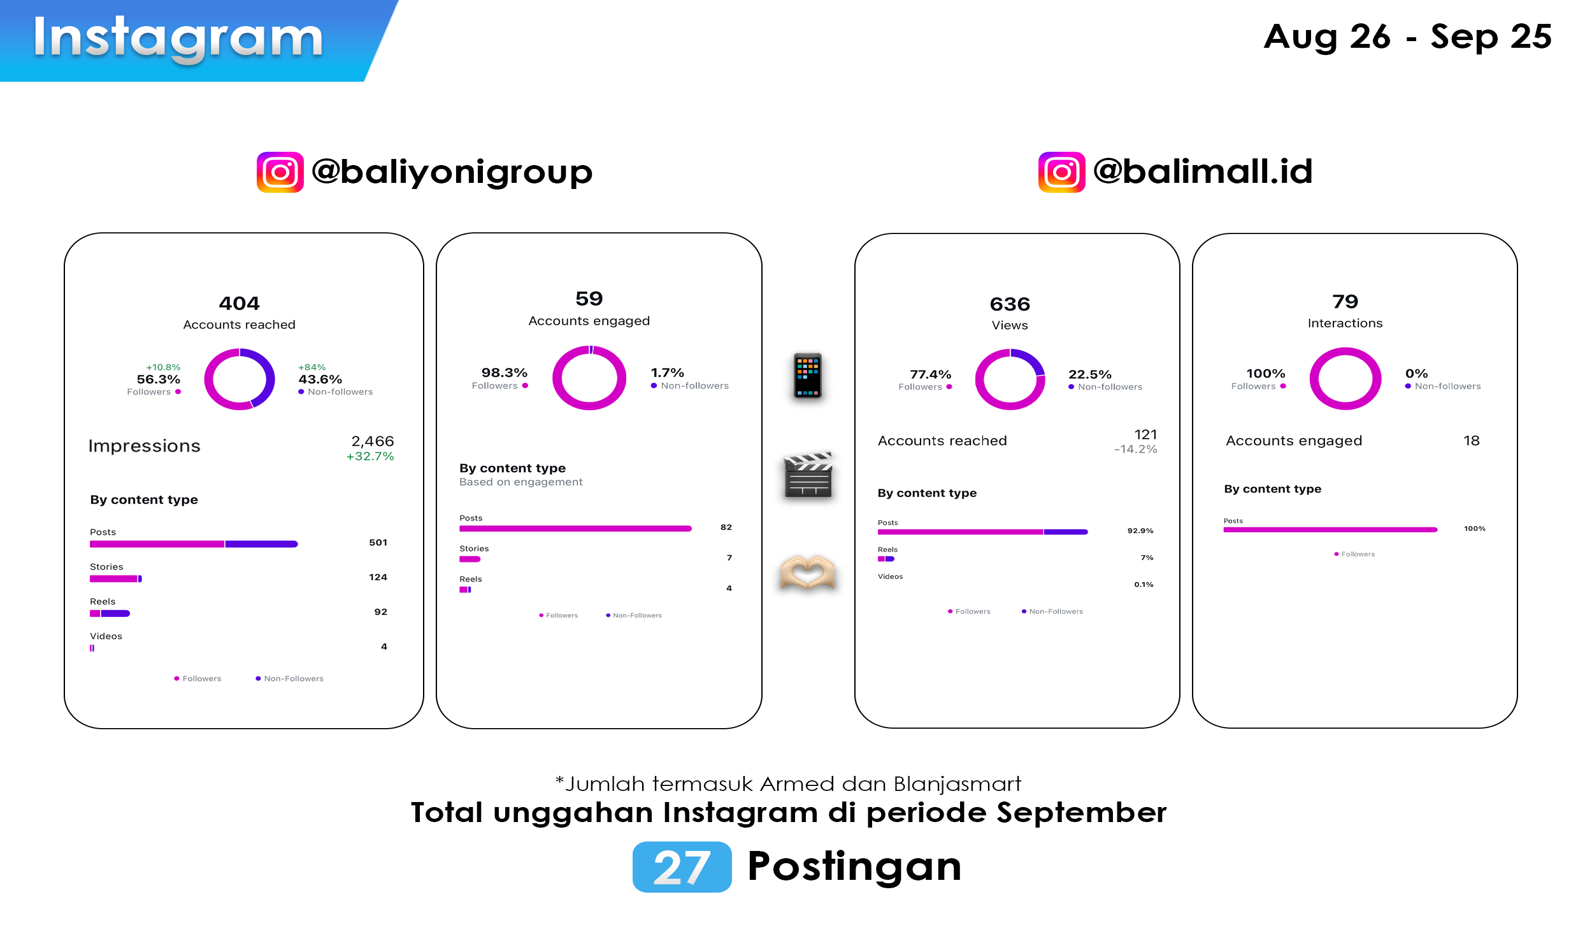 Instagram
Aug 26 - Sep 25
@baliyonigroup
@balimall.id
404
Accounts reached
+10.8%
56.3%
Followers
+84%
43.6%
Non-followers
Impressions
2,466
+32.7%
By content type
Posts
501
Stories
124
Reels
92
Videos
4
Followers
Non-Followers
59
Accounts engaged
98.3%
Followers
1.7%
Non-followers
By content type
Based on engagement
Posts
82
Stories
7
Reels
4
Followers
Non-Followers
636
Views
77.4%
Followers
22.5%
Non-followers
Accounts reached
121
-14.2%
By content type
Posts
92.9%
Reels
7%
Videos
0.1%
Followers
Non-Followers
79
Interactions
100%
Followers
0%
Non-followers
Accounts engaged
18
By content type
Posts
100%
Followers
*Jumlah termasuk Armed dan Blanjasmart
Total unggahan Instagram di periode September
27 Postingan